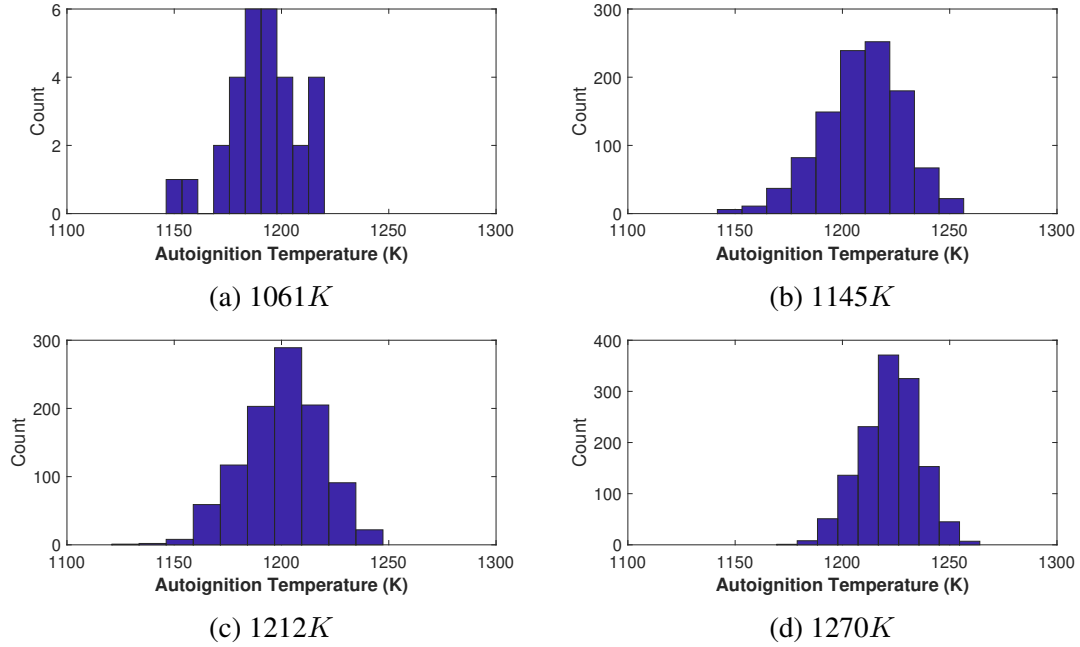 6
4
2
0
Count
1100 1150 1200 1250 1300
Autoignition Temperature (K)
(a) 1061K
300
200
100
0
Count
1100 1150 1200 1250 1300
Autoignition Temperature (K)
(b) 1145K
300
200
100
0
Count
1100 1150 1200 1250 1300
Autoignition Temperature (K)
(c) 1212K
400
300
200
100
0
Count
1100 1150 1200 1250 1300
Autoignition Temperature (K)
(d) 1270K